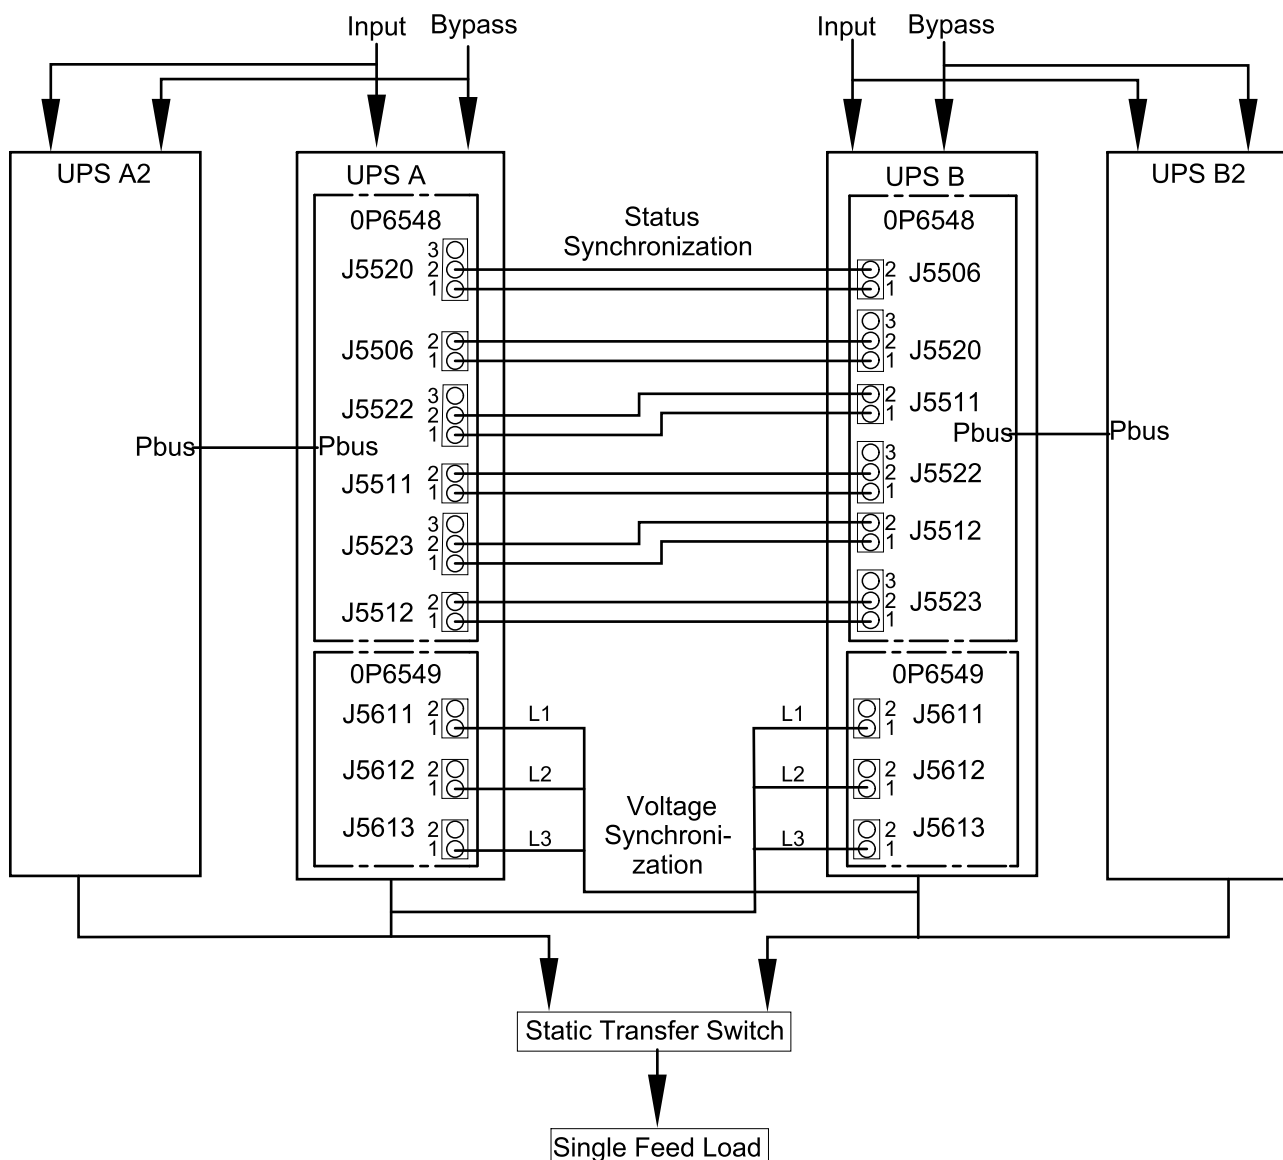 Input Bypass
Input Bypass
UPS A2
UPS A
0P6548
J5520
3
2
1
J5506
2
1
J5522
3
2
1
Pbus
Pbus
J5511
2
1
J5523
3
2
1
J5512
2
1
0P6549
J5611
2
1
L1
J5612
2
1
L2
J5613
2
1
L3
Status
Synchronization
Voltage
Synchroni-
zation
UPS B
0P6548
2
1
J5506
3
2
1
J5520
2
1
J5511
Pbus
Pbus
3
2
1
J5522
2
1
J5512
3
2
1
J5523
0P6549
L1
2
1
J5611
L2
2
1
J5612
L3
2
1
J5613
UPS B2
Static Transfer Switch
Single Feed Load